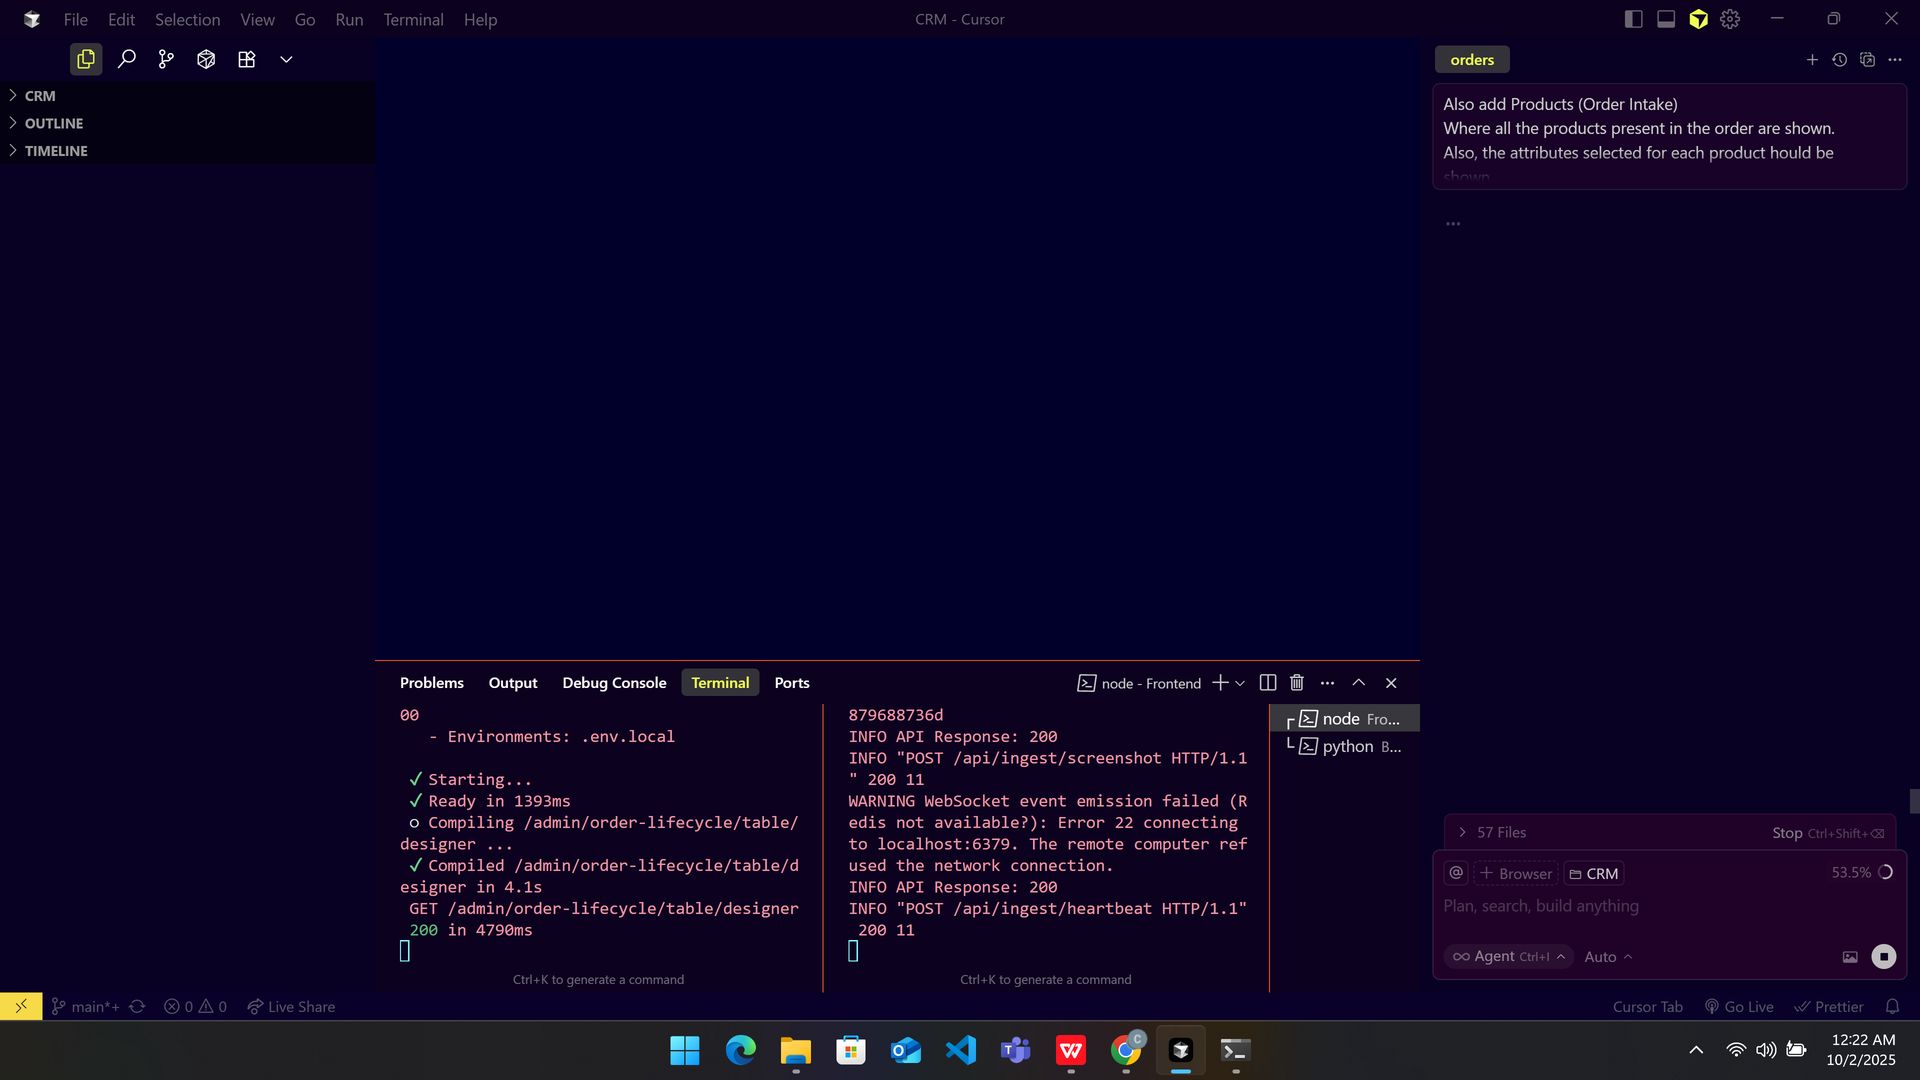 File Edit Selection View Go Run Terminal Help
CRM - Cursor
CRM
OUTLINE
TIMELINE
orders
Also add Products (Order Intake)
Where all the products present in the order are shown.
Also, the attributes selected for each product hould be
shown
...
Problems Output Debug Console Terminal Ports
node - Frontend
00
- Environments: .env.local
✓ Starting...
✓ Ready in 1393ms
○ Compiling /admin/order-lifecycle/table/
designer ...
✓ Compiled /admin/order-lifecycle/table/d
esigner in 4.1s
GET /admin/order-lifecycle/table/designer
200 in 4790ms
Ctrl+K to generate a command
879688736d
INFO API Response: 200
INFO "POST /api/ingest/screenshot HTTP/1.1
" 200 11
WARNING WebSocket event emission failed (R
edis not available?): Error 22 connecting
to localhost:6379. The remote computer ref
used the network connection.
INFO API Response: 200
INFO "POST /api/ingest/heartbeat HTTP/1.1"
200 11
Ctrl+K to generate a command
node Fro...
python B...
57 Files
Stop Ctrl+Shift+⌫
@ + Browser CRM
53.5%
Plan, search, build anything
∞ Agent Ctrl+I Auto
main*+ 0 0 Live Share
Cursor Tab Go Live Prettier
C
12:22 AM
10/2/2025